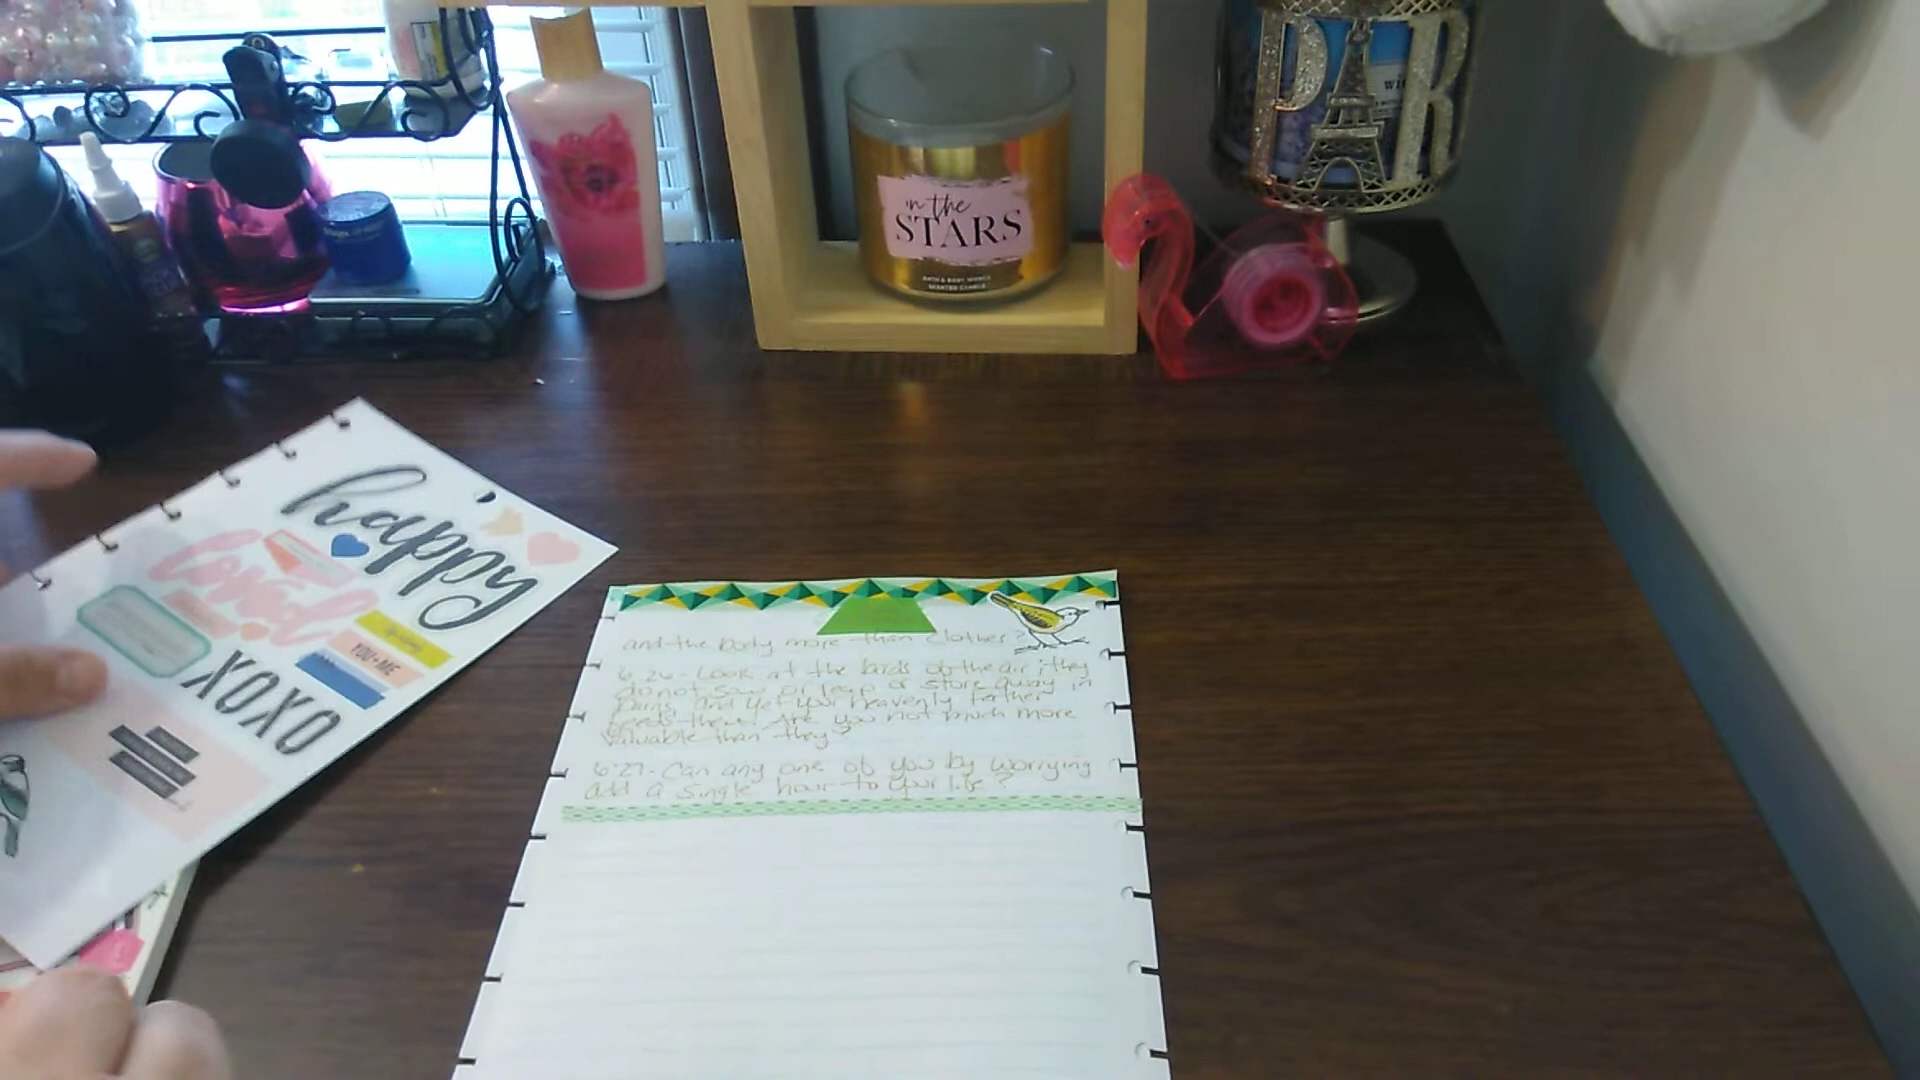 in the
STARS
BATH & BODY WORKS
SCENTED CANDLE
P R
happy
loved
YOU+ME
XOXO
and the body more than clothes?
6:26- Look at the birds of the air; they
do not sow or reap or store away in
barns, and yet your heavenly Father
feeds them. Are you not much more
valuable than they?
6:27- Can any one of you by worrying
add a single hour to your life?